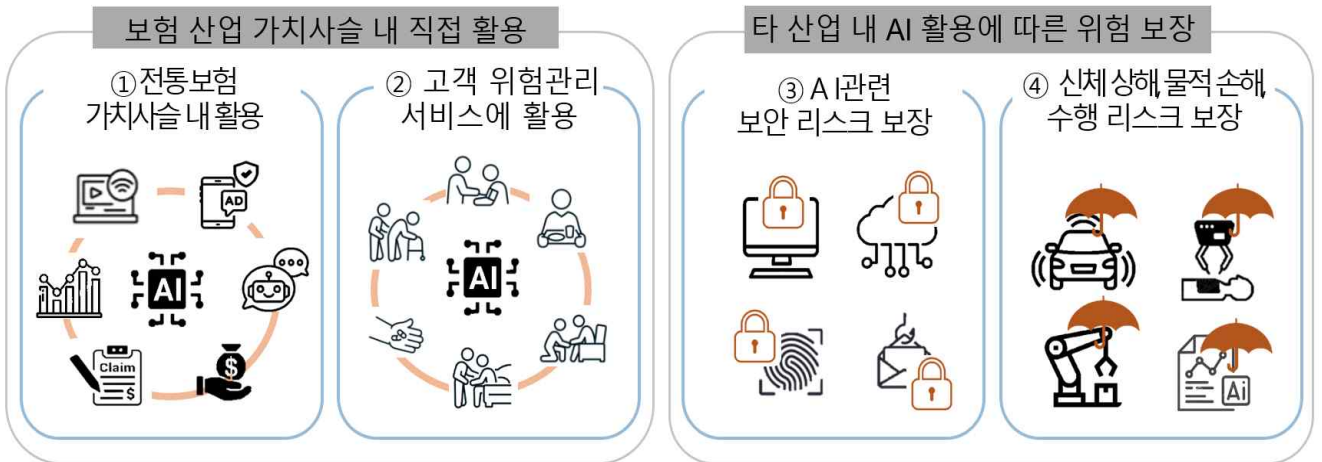 보험 산업 가치사슬 내 직접 활용
타 산업 내 AI 활용에 따른 위험 보장
① 전통보험
가치사슬 내 활용
② 고객 위험관리
서비스에 활용
③ AI관련
보안 리스크 보장
④ 신체 상해, 물적 손해,
수행 리스크 보장
AD
AI
Claim
$
$
AI
Ai